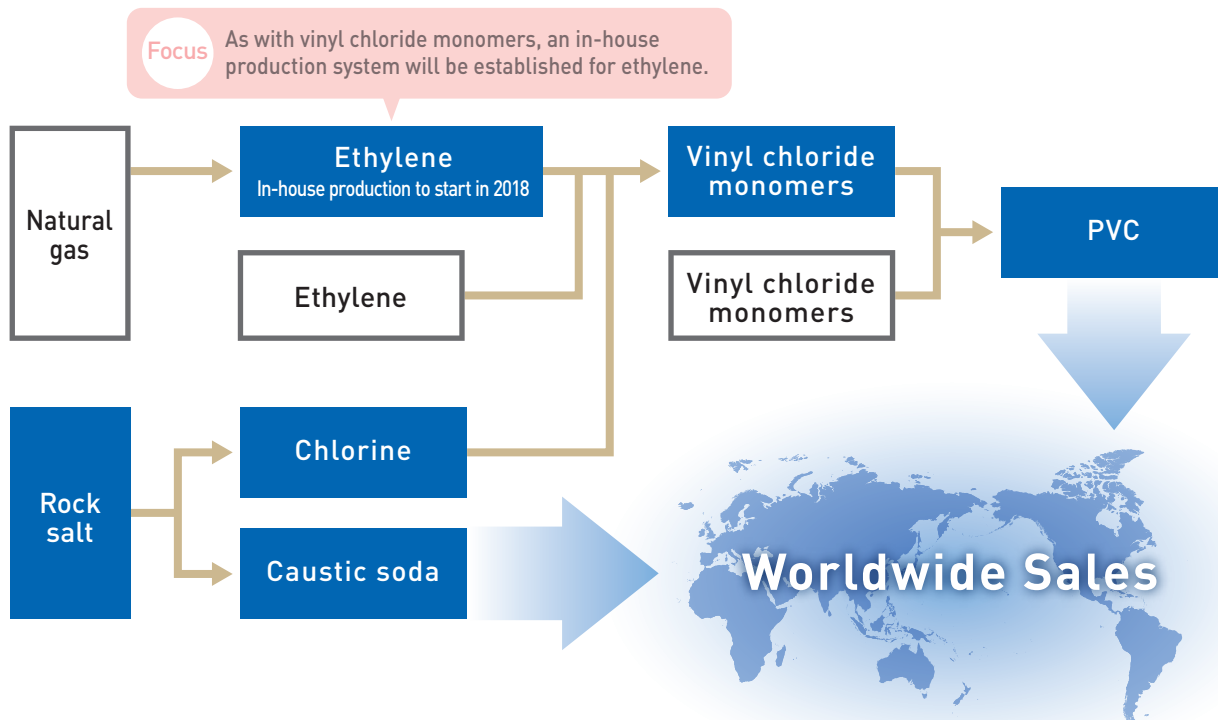 Focus
As with vinyl chloride monomers, an in-house
production system will be established for ethylene.
Natural
gas
Ethylene
In-house production to start in 2018
Ethylene
Vinyl chloride
monomers
Vinyl chloride
monomers
PVC
Rock
salt
Chlorine
Caustic soda
Worldwide Sales